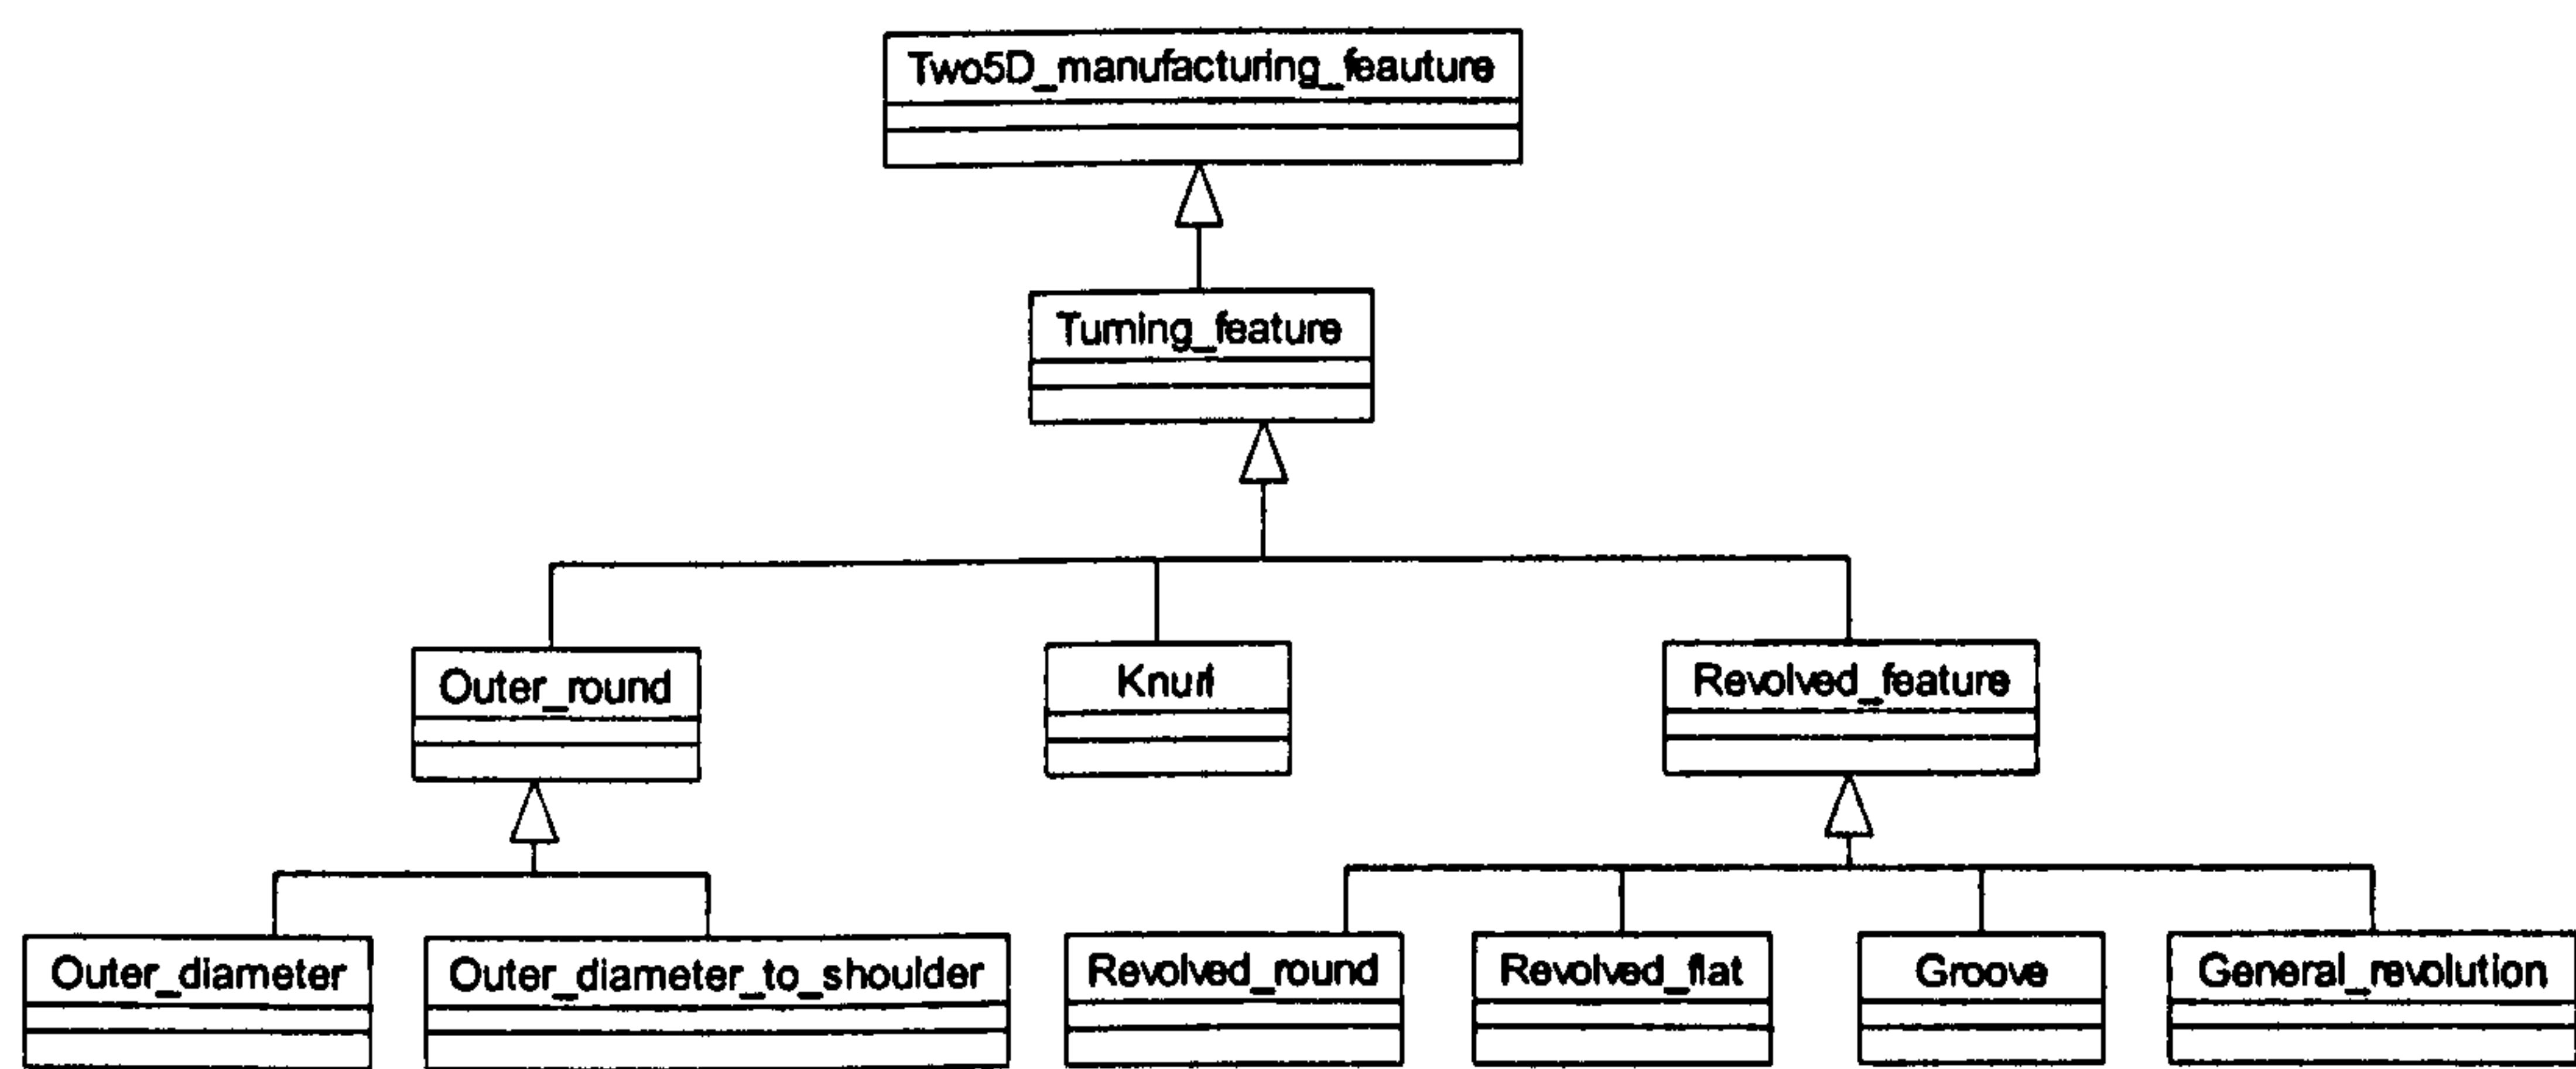 Two5D_manufacturing_feauture
Turning_feature
Outer_round
Knurl
Revolved_feature
Outer_diameter
Outer_diameter_to_shoulder
Revolved_round
Revolved_flat
Groove
General_revolution